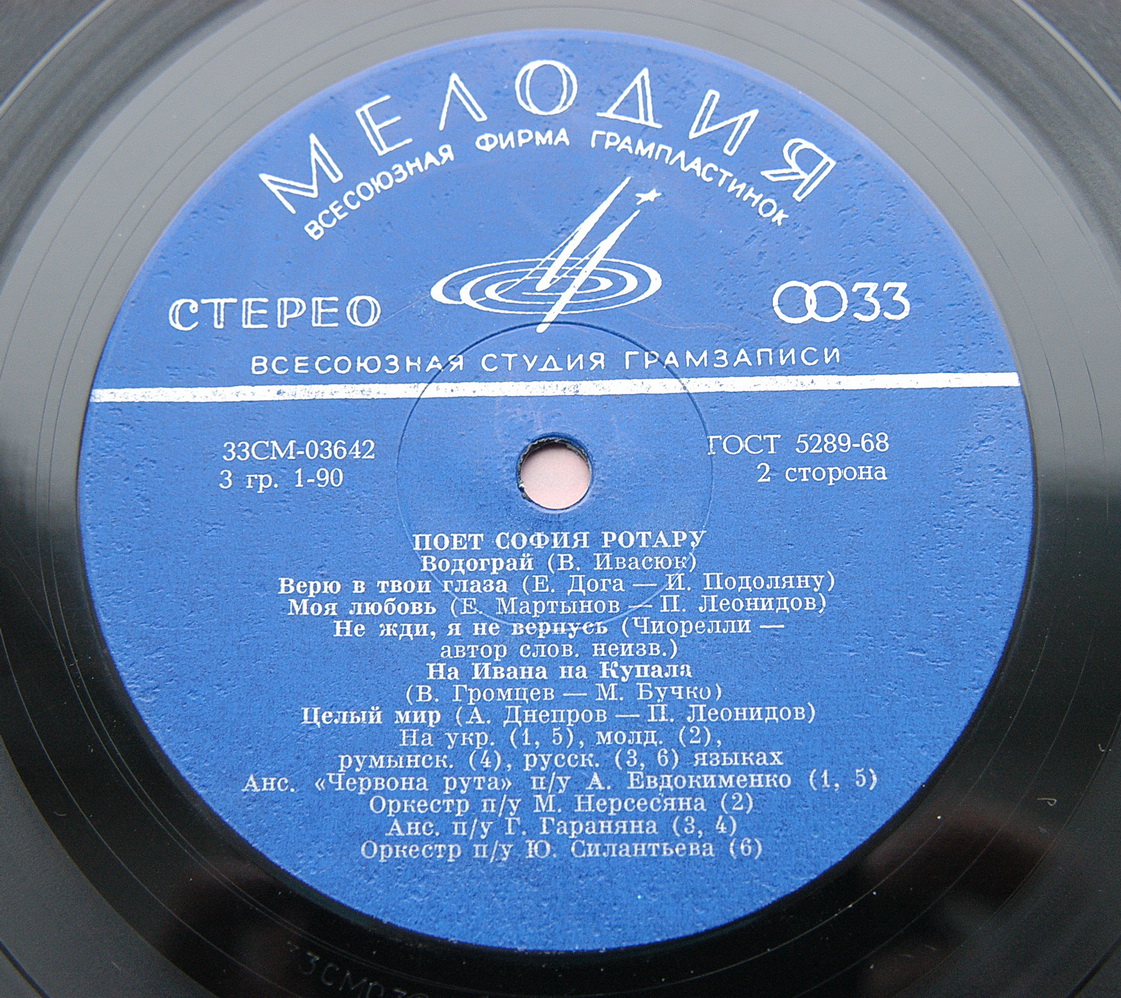 МЕЛОДИЯ
ВСЕСОЮЗНАЯ ФИРМА ГРАМПЛАСТИНОК
СТЕРЕО
33
ВСЕСОЮЗНАЯ СТУДИЯ ГРАМЗАПИСИ
33СМ-03642
ГОСТ 5289-68
3 гр. 1-90
2 сторона
ПОЕТ СОФИЯ РОТАРУ
Водограй (В. Ивасюк)
Верю в твои глаза (Е. Дога — И. Подоляну)
Моя любовь (Е. Мартынов — П. Леонидов)
Не жди, я не вернусь (Чиорелли —
автор слов. неизв.)
На Ивана на Купала
(В. Громцев — М. Бучко)
Целый мир (А. Днепров — П. Леонидов)
На укр. (1, 5), молд. (2),
румынск. (4), русск. (3, 6) языках
Анс. «Червона рута» п/у А. Евдокименко (1, 5)
Оркестр п/у М. Нерсесяна (2)
Анс. п/у Г. Гараняна (3, 4)
Оркестр п/у Ю. Силантьева (6)